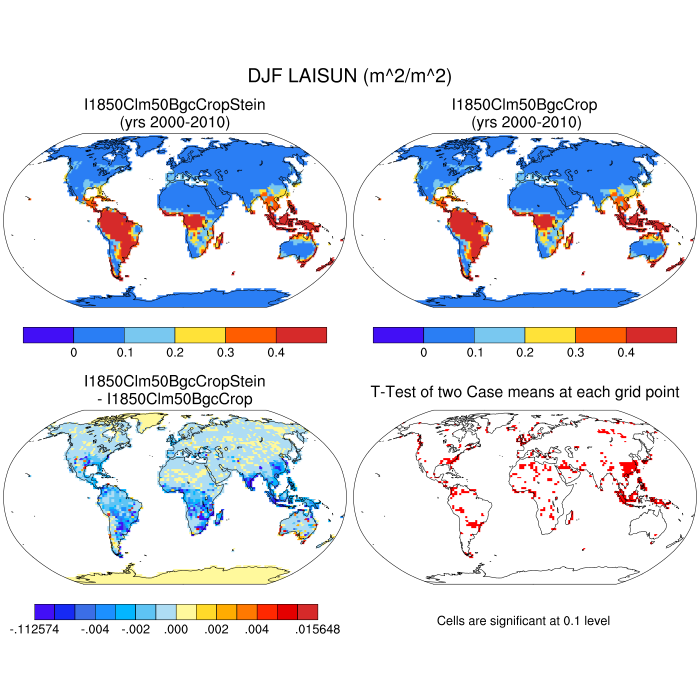 DJF LAISUN (m^2/m^2)
I1850Clm50BgcCropStein
(yrs 2000-2010)
I1850Clm50BgcCrop
(yrs 2000-2010)
0 0.1 0.2 0.3 0.4
0 0.1 0.2 0.3 0.4
I1850Clm50BgcCropStein
- I1850Clm50BgcCrop
T-Test of two Case means at each grid point
-.112574 -.004 -.002 .000 .002 .004 .015648
Cells are significant at 0.1 level